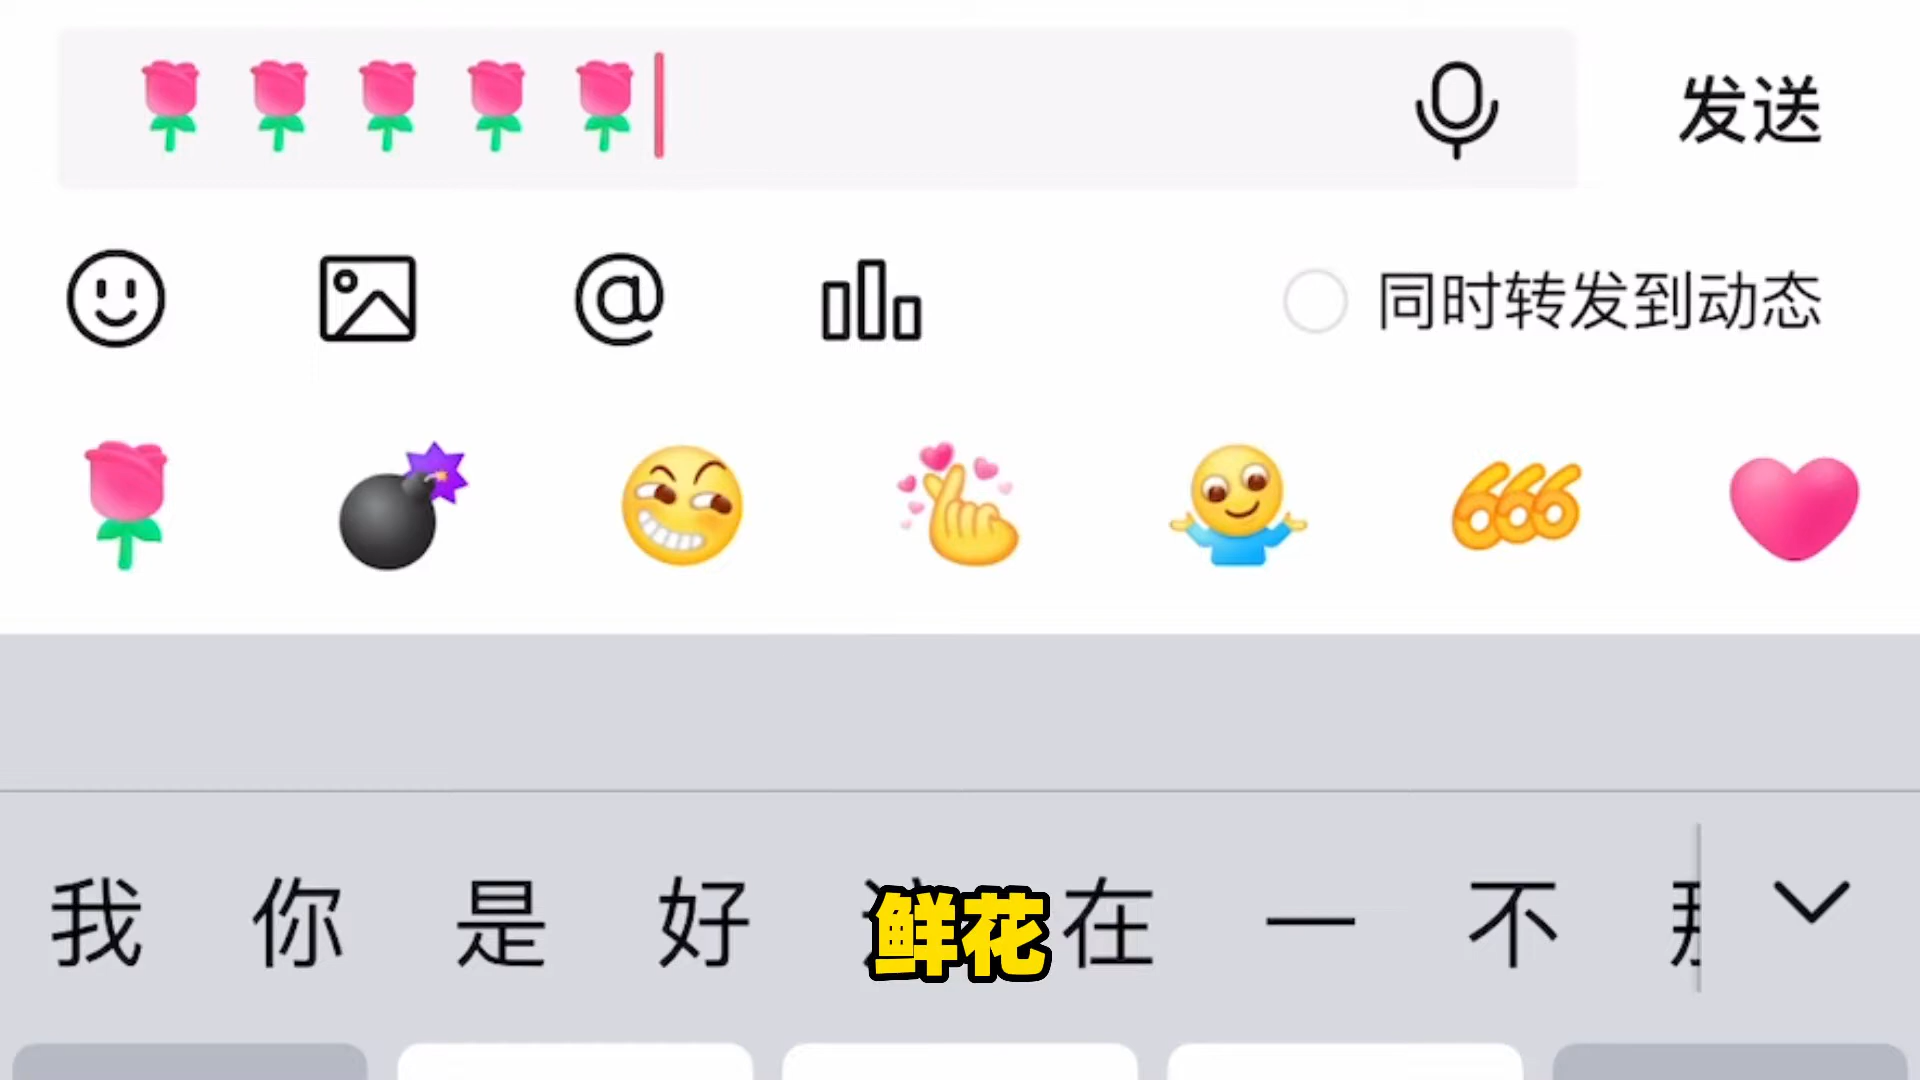 发送
同时转发到动态
666
我 你 是 好 在 一 不
鲜花